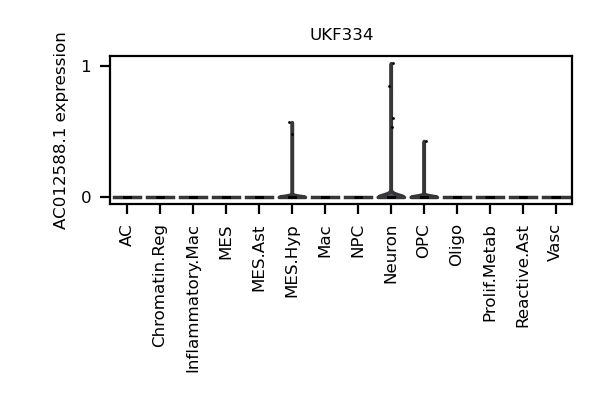 UKF334
AC012588.1 expression
1
0
AC
Chromatin.Reg
Inflammatory.Mac
MES
MES.Ast
MES.Hyp
Mac
NPC
Neuron
OPC
Oligo
Prolif.Metab
Reactive.Ast
Vasc